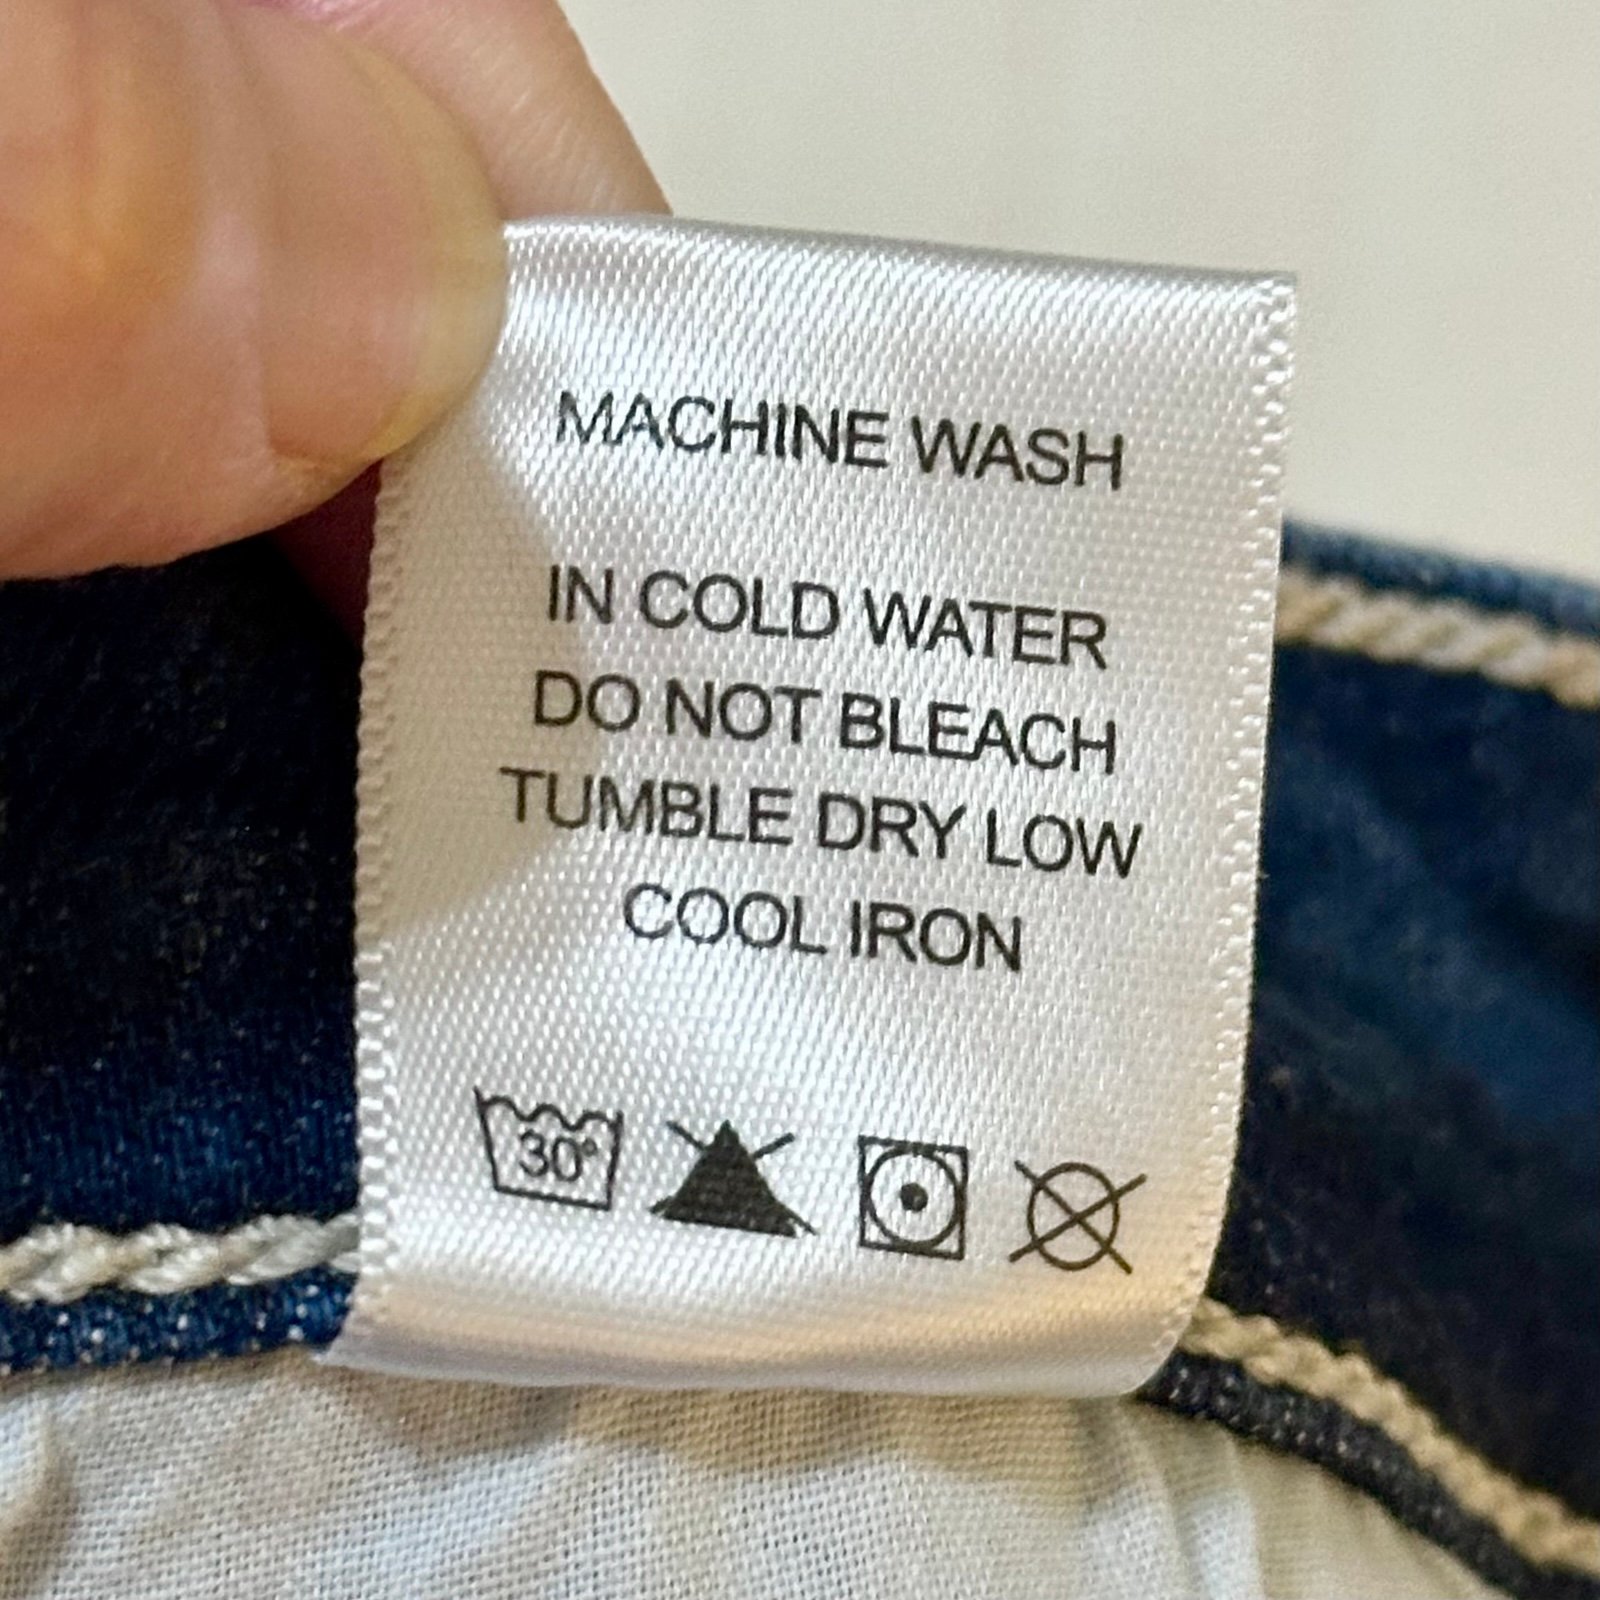 MACHINE WASH
IN COLD WATER
DO NOT BLEACH
TUMBLE DRY LOW
COOL IRON
30°